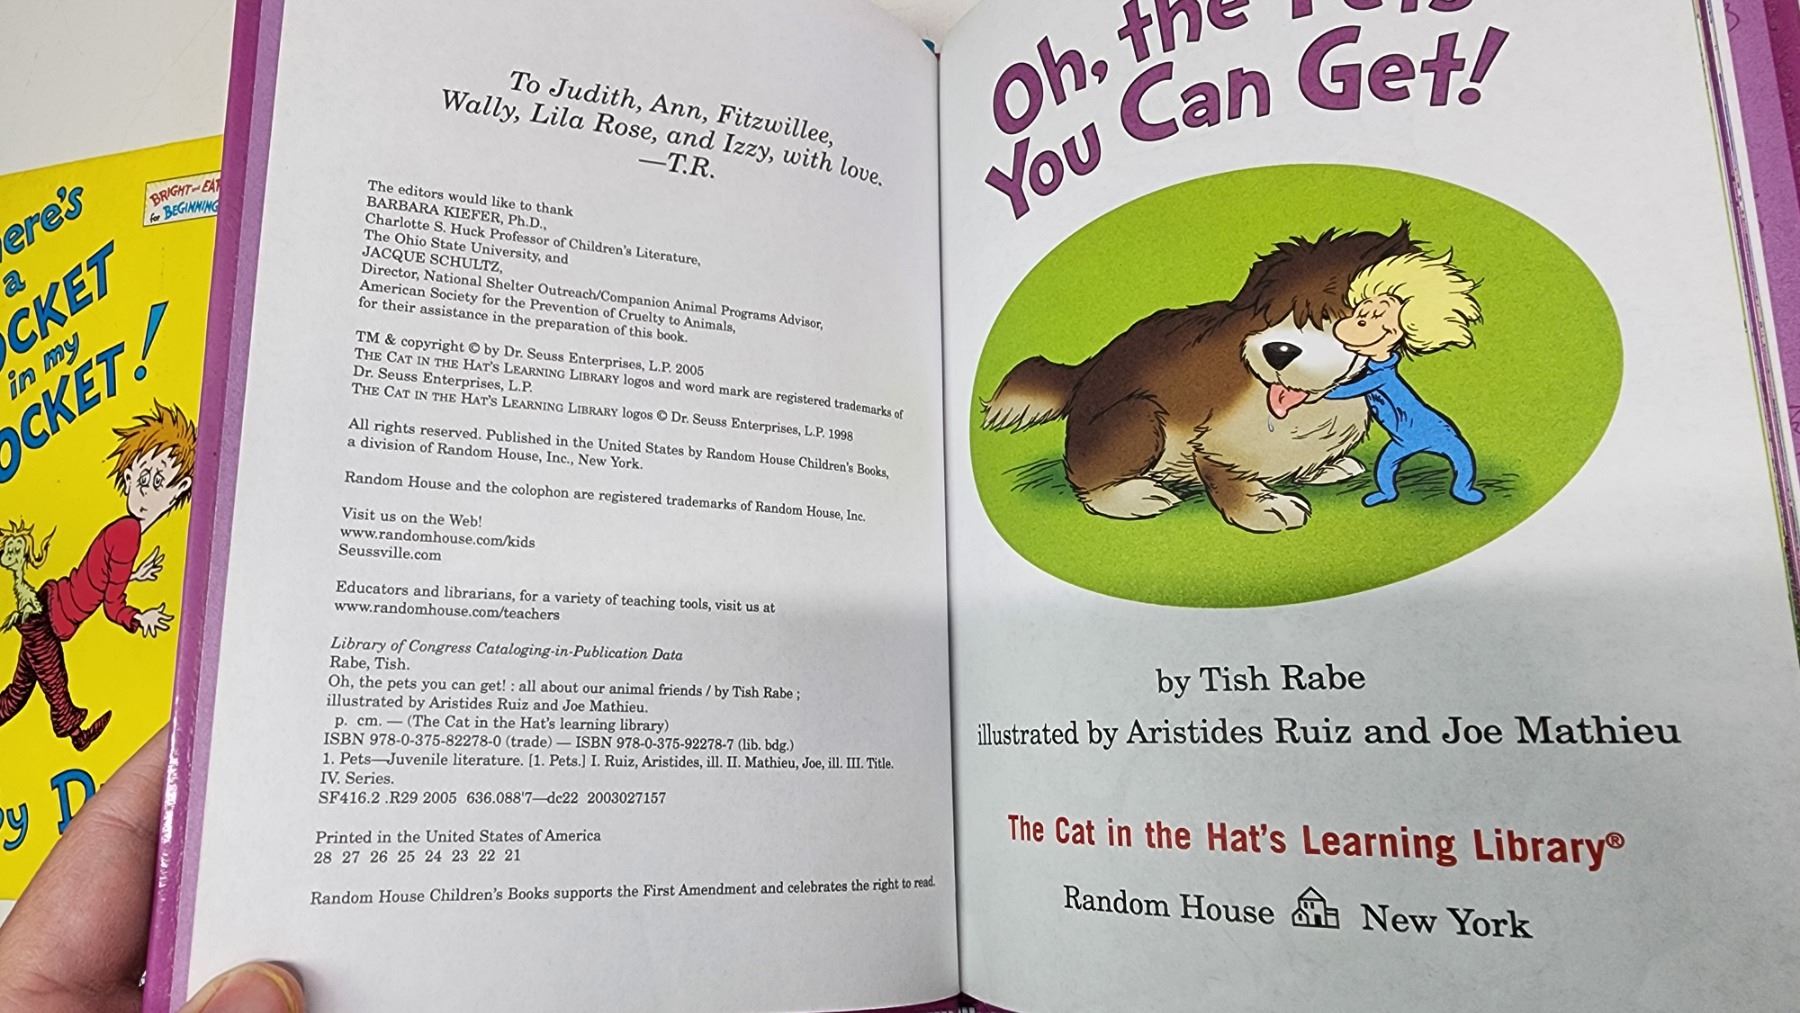 To Judith, Ann, Fitzwillee,
Wally, Lila Rose, and Izzy, with love.
—T.R.
The editors would like to thank
BARBARA KIEFER, Ph.D.,
Charlotte S. Huck Professor of Children's Literature,
The Ohio State University, and
JACQUE SCHULTZ,
Director, National Shelter Outreach/Companion Animal Programs Advisor,
American Society for the Prevention of Cruelty to Animals,
for their assistance in the preparation of this book.
TM & copyright © by Dr. Seuss Enterprises, L.P. 2005
THE CAT IN THE HAT'S LEARNING LIBRARY logos and word mark are registered trademarks of
Dr. Seuss Enterprises, L.P.
THE CAT IN THE HAT'S LEARNING LIBRARY logos © Dr. Seuss Enterprises, L.P. 1998
All rights reserved. Published in the United States by Random House Children's Books,
a division of Random House, Inc., New York.
Random House and the colophon are registered trademarks of Random House, Inc.
Visit us on the Web!
www.randomhouse.com/kids
Seussville.com
Educators and librarians, for a variety of teaching tools, visit us at
www.randomhouse.com/teachers
Library of Congress Cataloging-in-Publication Data
Rabe, Tish.
Oh, the pets you can get! : all about our animal friends / by Tish Rabe ;
illustrated by Aristides Ruiz and Joe Mathieu.
p. cm. — (The Cat in the Hat's learning library)
ISBN 978-0-375-82278-0 (trade) — ISBN 978-0-375-92278-7 (lib. bdg.)
1. Pets—Juvenile literature. [1. Pets.] I. Ruiz, Aristides, ill. II. Mathieu, Joe, ill. III. Title.
IV. Series.
SF416.2 .R29 2005 636.088'7—dc22 2003027157
Printed in the United States of America
28 27 26 25 24 23 22 21
Random House Children's Books supports the First Amendment and celebrates the right to read.
Oh, the Pets
You Can Get!
by Tish Rabe
illustrated by Aristides Ruiz and Joe Mathieu
The Cat in the Hat's Learning Library®
Random House New York
ere's
a
OCKET
in my
OCKET!
BRIGHT and EA
for BEGINNING
y D